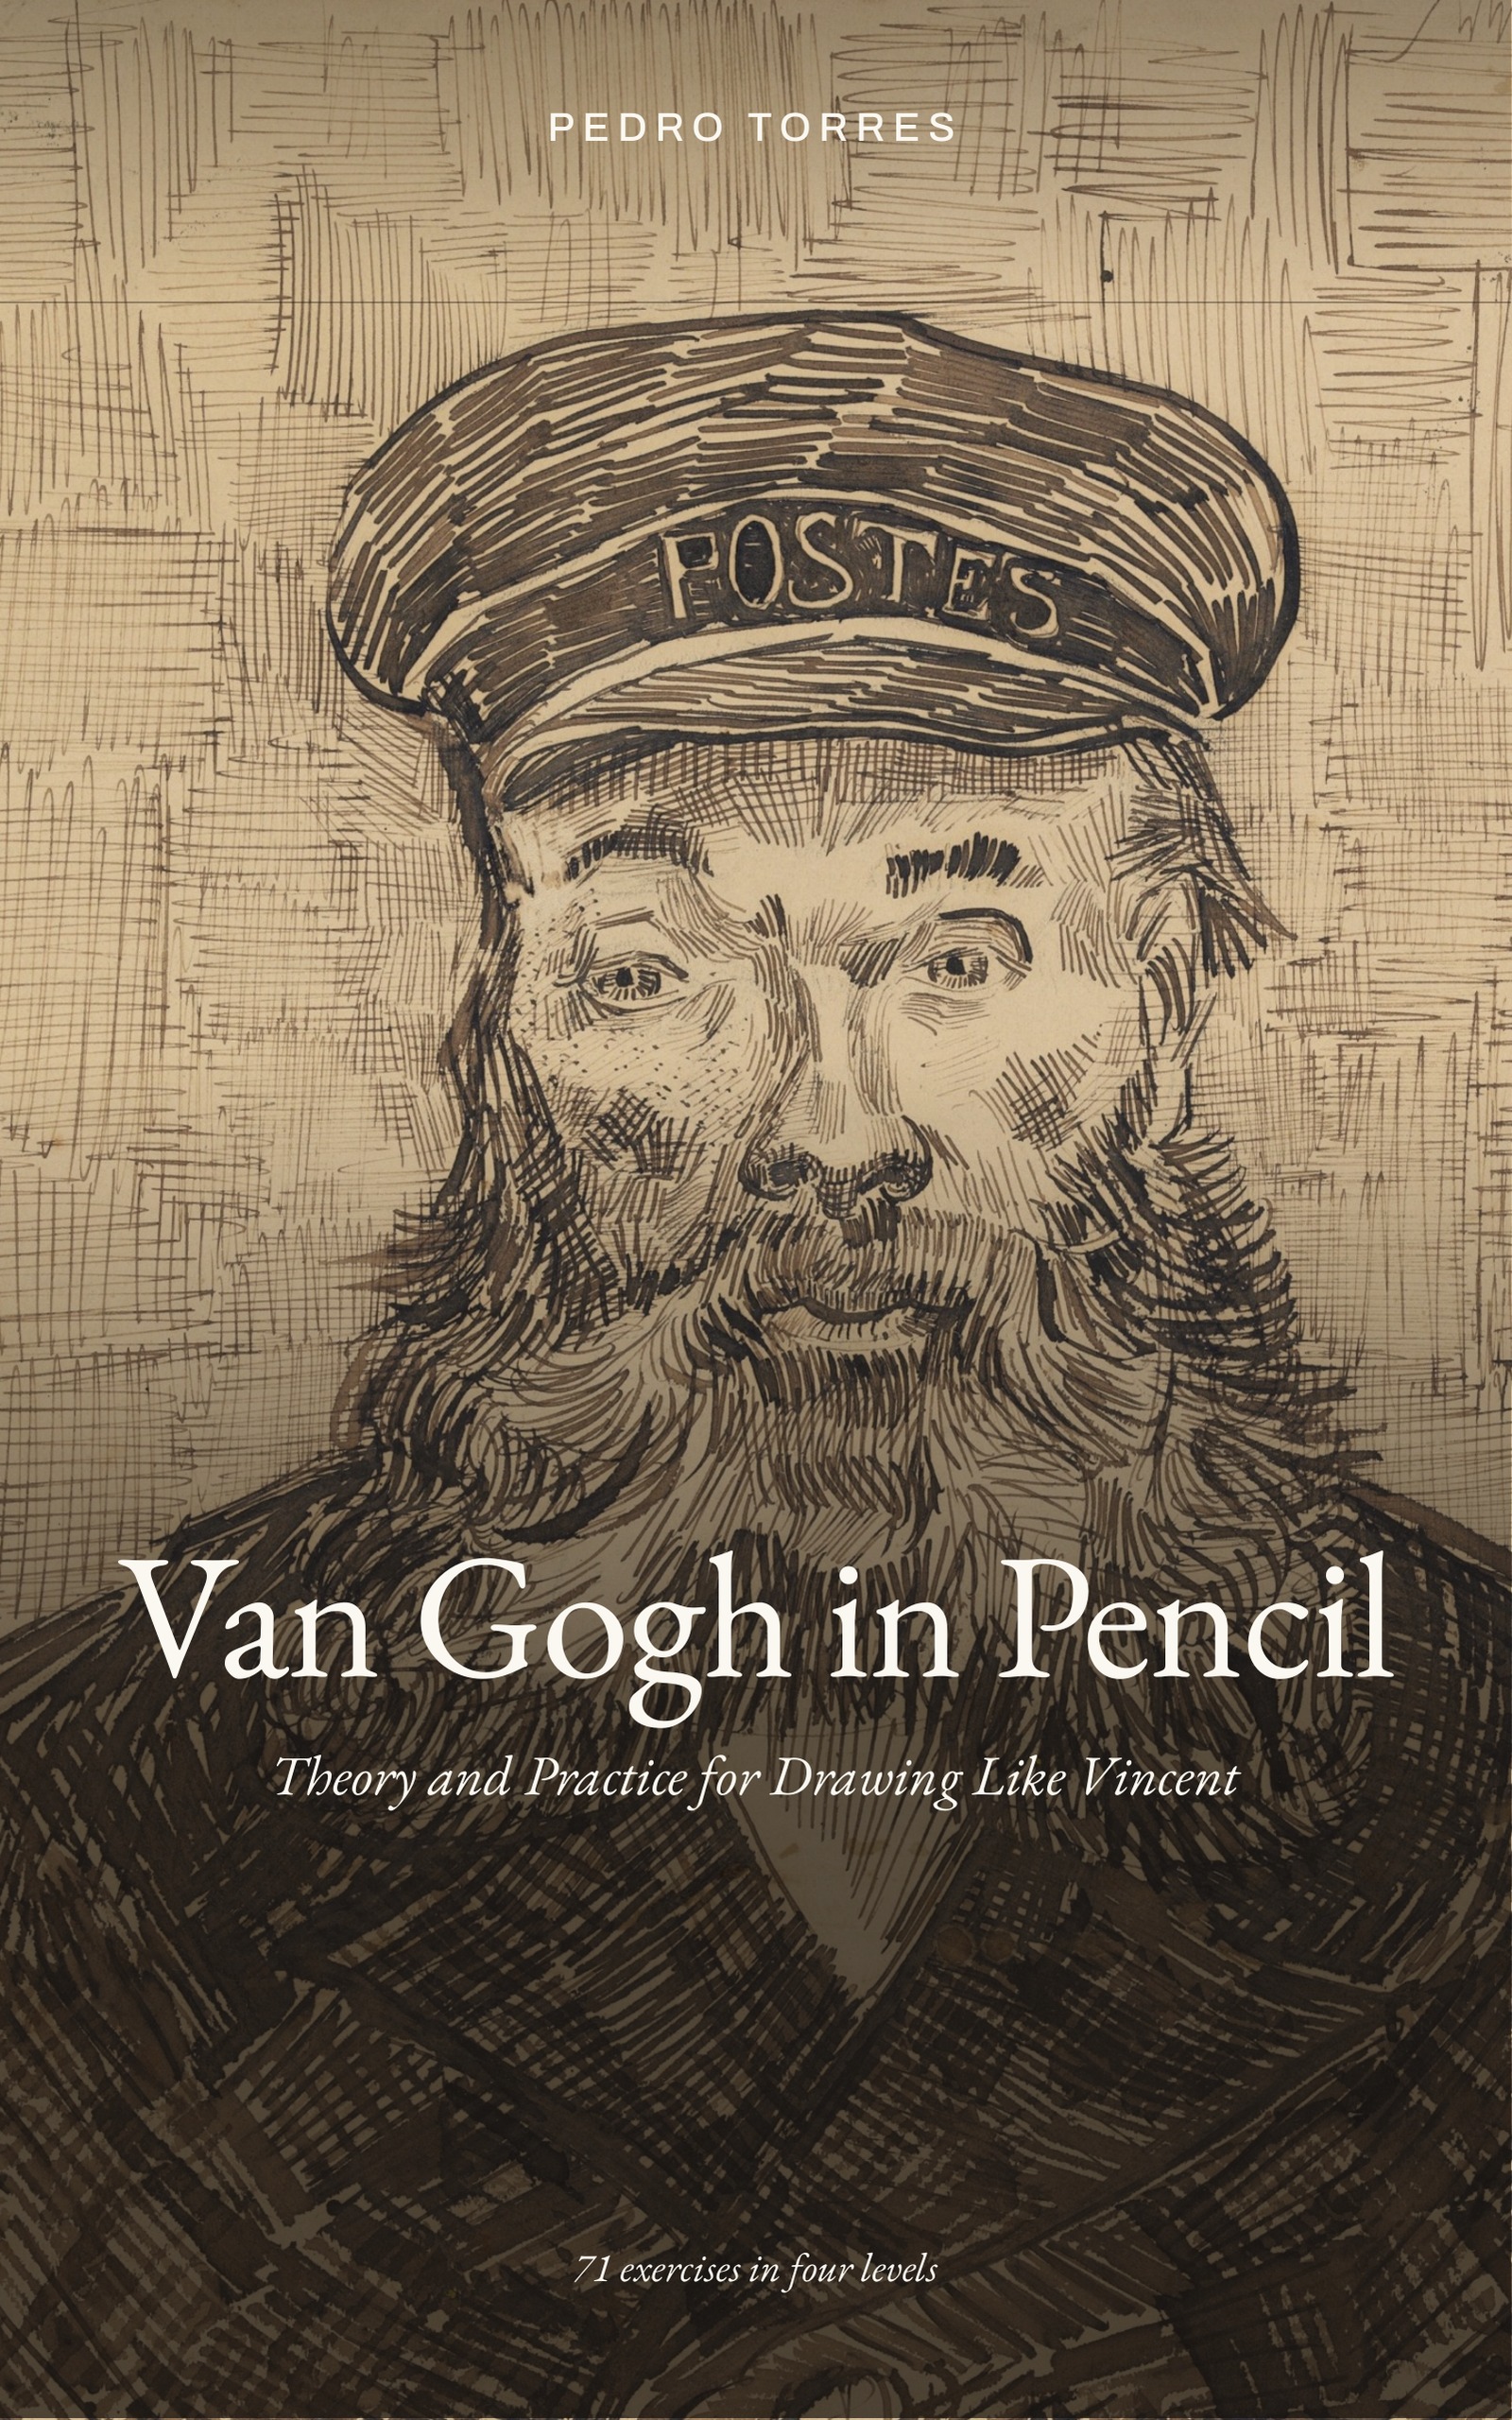 PEDRO TORRES
POSTES
Van Gogh in Pencil
Theory and Practice for Drawing Like Vincent
71 exercises in four levels